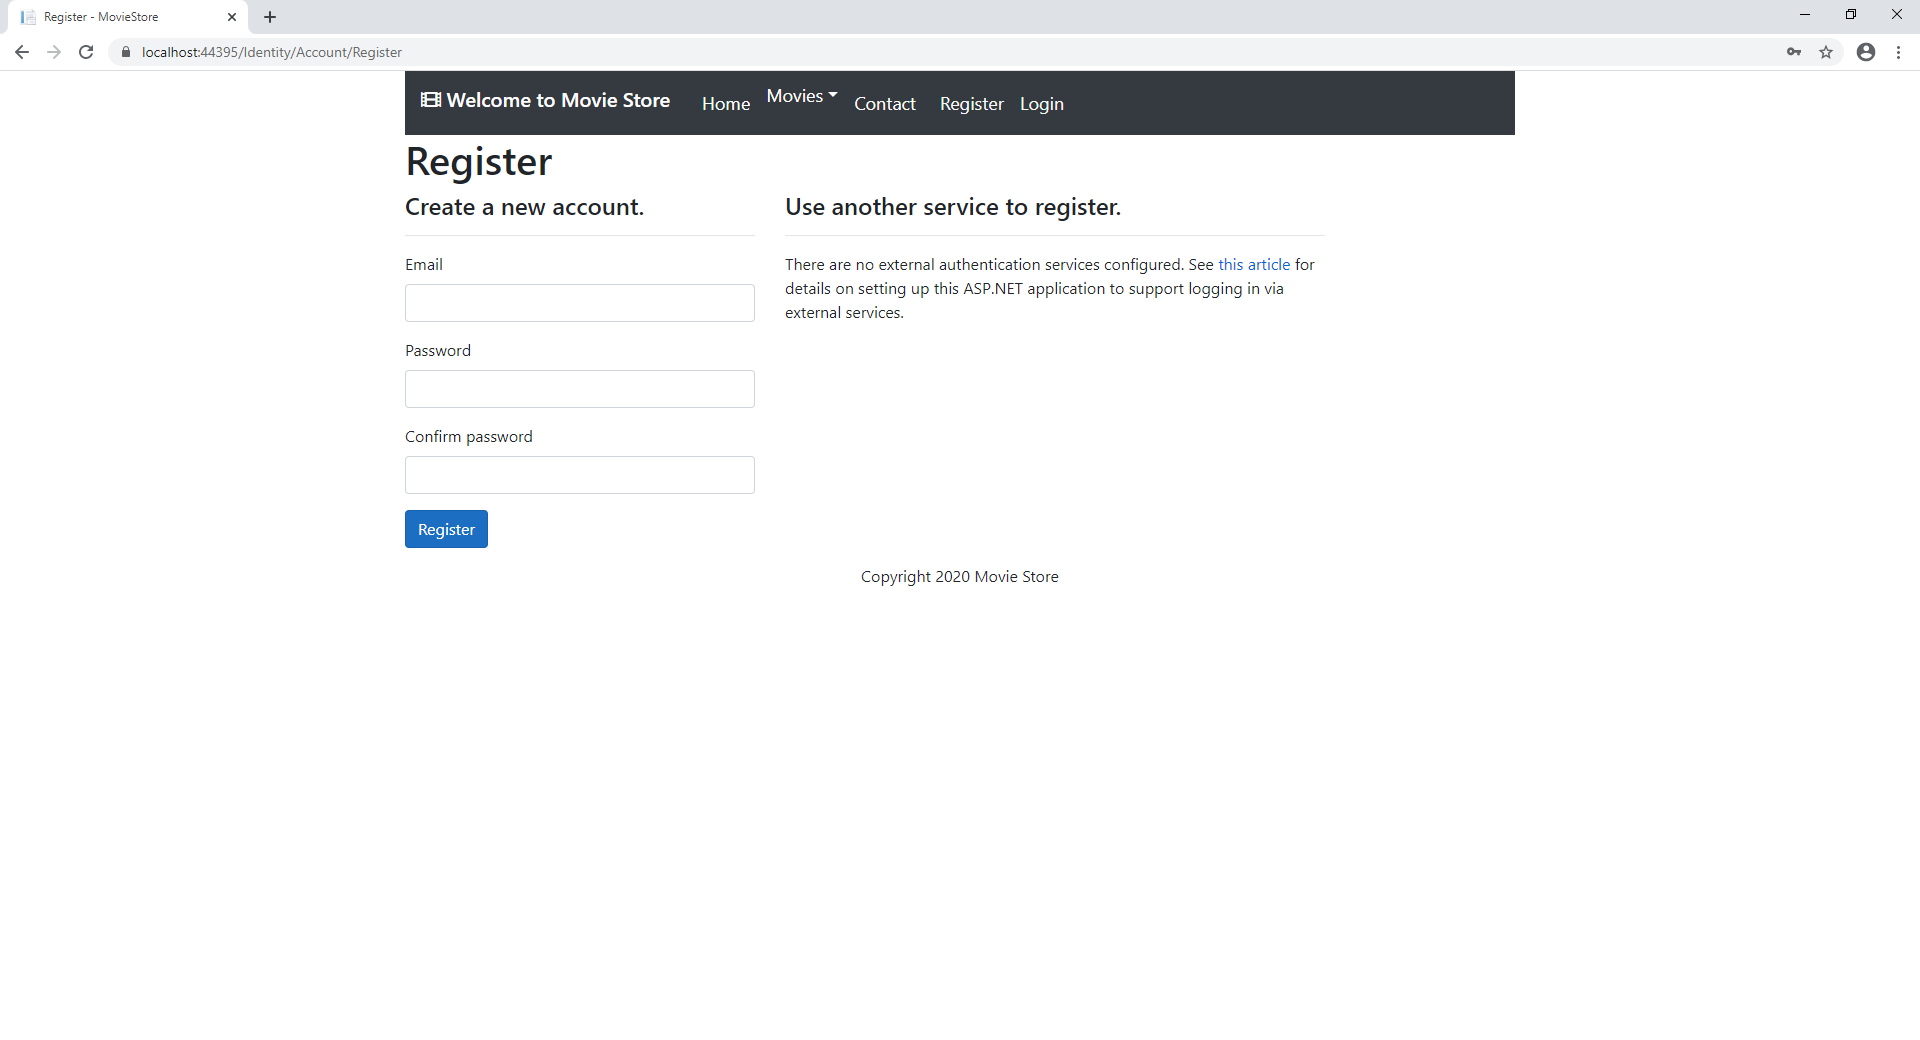 Register - MovieStore
localhost:44395/Identity/Account/Register
Welcome to Movie Store Home Movies Contact Register Login
Register
Create a new account.
Use another service to register.
Email
Password
Confirm password
Register
There are no external authentication services configured. See this article for
details on setting up this ASP.NET application to support logging in via
external services.
Copyright 2020 Movie Store